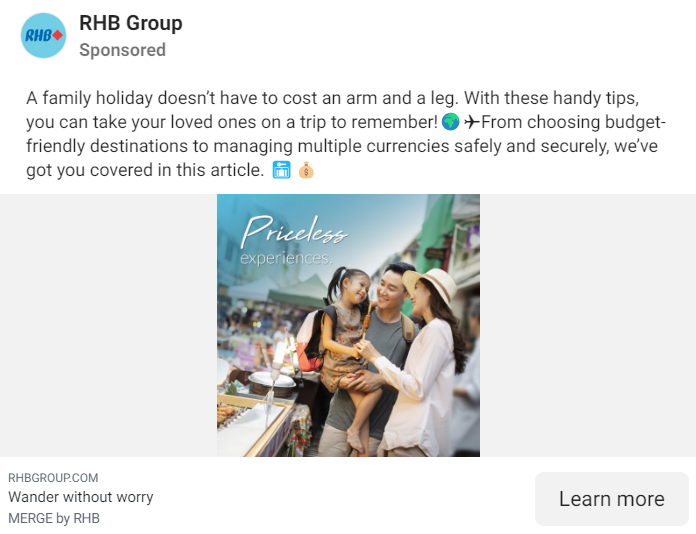 RHB
RHB Group
Sponsored
A family holiday doesn’t have to cost an arm and a leg. With these handy tips,
you can take your loved ones on a trip to remember!🌍✈From choosing budget-
friendly destinations to managing multiple currencies safely and securely, we’ve
got you covered in this article. 🛅 💰
Priceless
experiences.
RHBGROUP.COM
Wander without worry
MERGE by RHB
Learn more